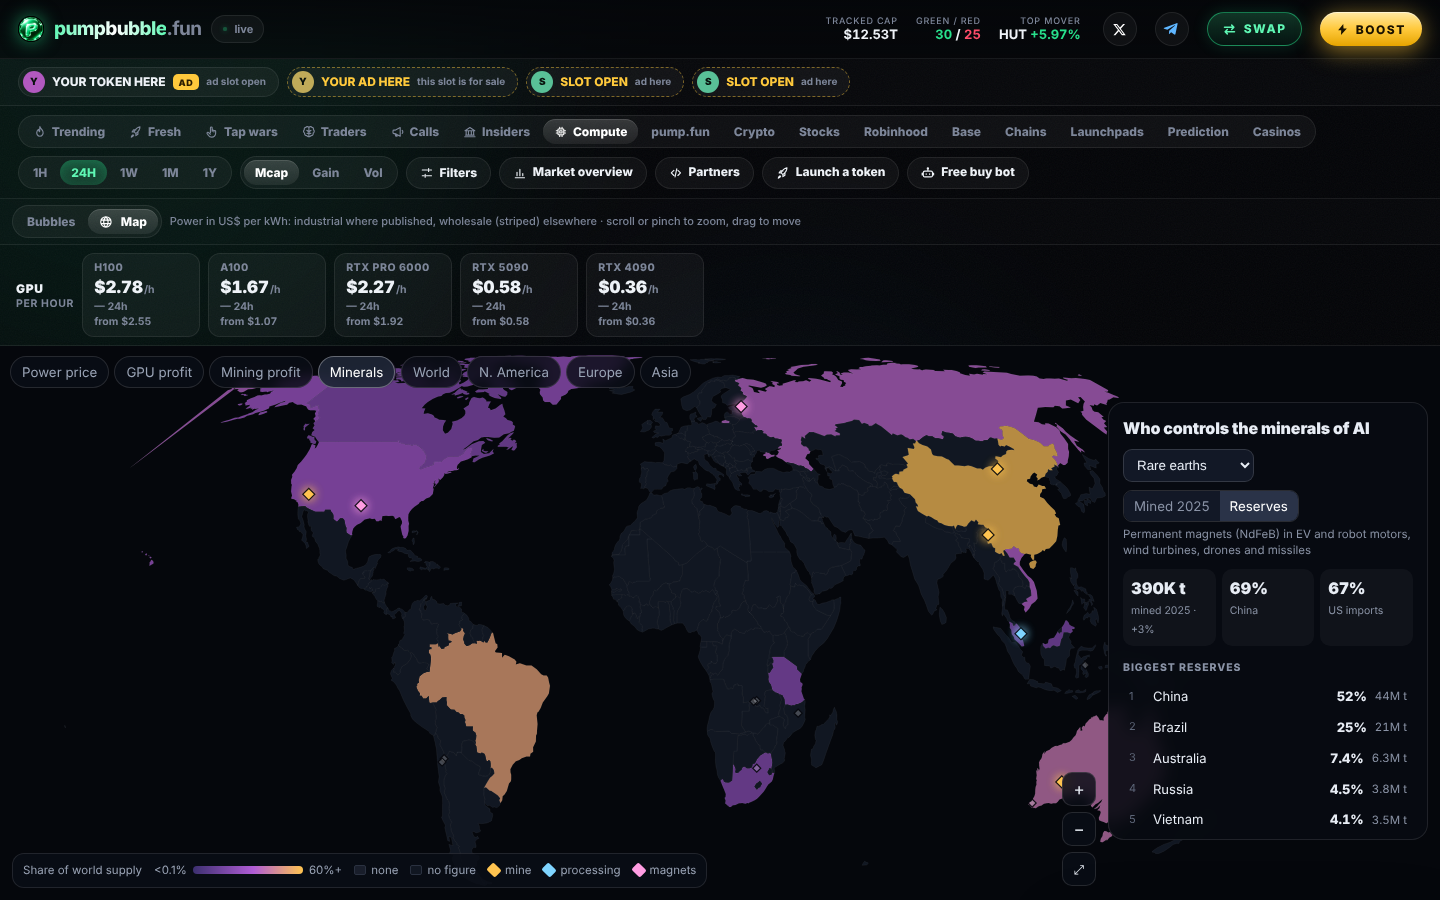 pumpbubble.fun
live
TRACKED CAP
$12.53T
GREEN / RED
30 / 25
TOP MOVER
HUT +5.97%
SWAP
BOOST
Y YOUR TOKEN HERE AD ad slot open
Y YOUR AD HERE this slot is for sale
S SLOT OPEN ad here
S SLOT OPEN ad here
Trending Fresh Tap wars Traders Calls Insiders Compute pump.fun Crypto Stocks Robinhood Base Chains Launchpads Prediction Casinos
1H 24H 1W 1M 1Y Mcap Gain Vol Filters Market overview Partners Launch a token Free buy bot
Bubbles Map Power in US$ per kWh: industrial where published, wholesale (striped) elsewhere · scroll or pinch to zoom, drag to move
GPU
PER HOUR
H100
$2.78/h
— 24h
from $2.55
A100
$1.67/h
— 24h
from $1.07
RTX PRO 6000
$2.27/h
— 24h
from $1.92
RTX 5090
$0.58/h
— 24h
from $0.58
RTX 4090
$0.36/h
— 24h
from $0.36
Power price GPU profit Mining profit Minerals World N. America Europe Asia
Who controls the minerals of AI
Rare earths
Mined 2025 Reserves
Permanent magnets (NdFeB) in EV and robot motors,
wind turbines, drones and missiles
390K t
mined 2025 ·
+3%
69%
China
67%
US imports
BIGGEST RESERVES
1 China 52% 44M t
2 Brazil 25% 21M t
3 Australia 7.4% 6.3M t
4 Russia 4.5% 3.8M t
5 Vietnam 4.1% 3.5M t
+
−
Share of world supply <0.1% 60%+ none no figure mine processing magnets